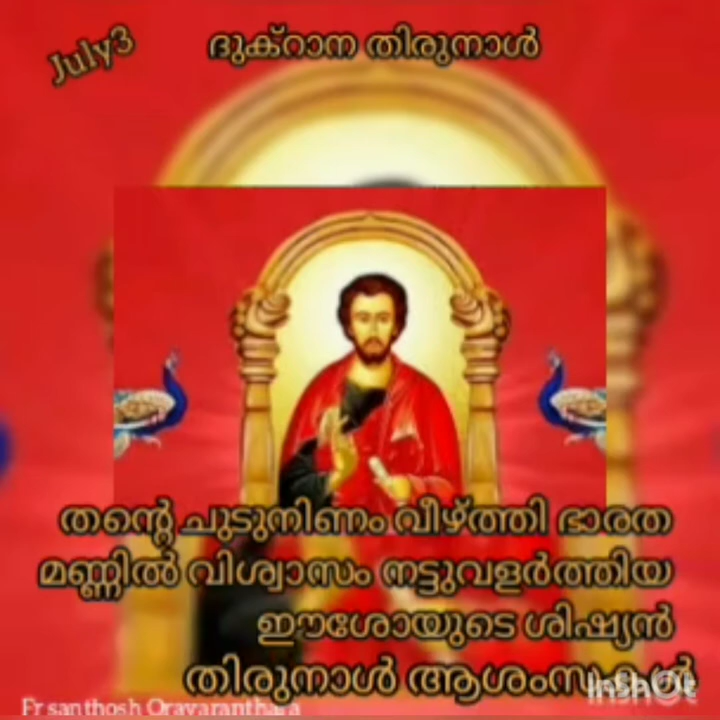 July3
ദുക്റാന തിരുനാൾ
തന്റെ ചുടുനിണം വീഴ്ത്തി ഭാരത
മണ്ണിൽ വിശ്വാസം നട്ടുവളർത്തിയ
ഈശോയുടെ ശിഷ്യൻ
തിരുനാൾ ആശംസകൾ
InShOt
Fr santhosh Oravaranthara